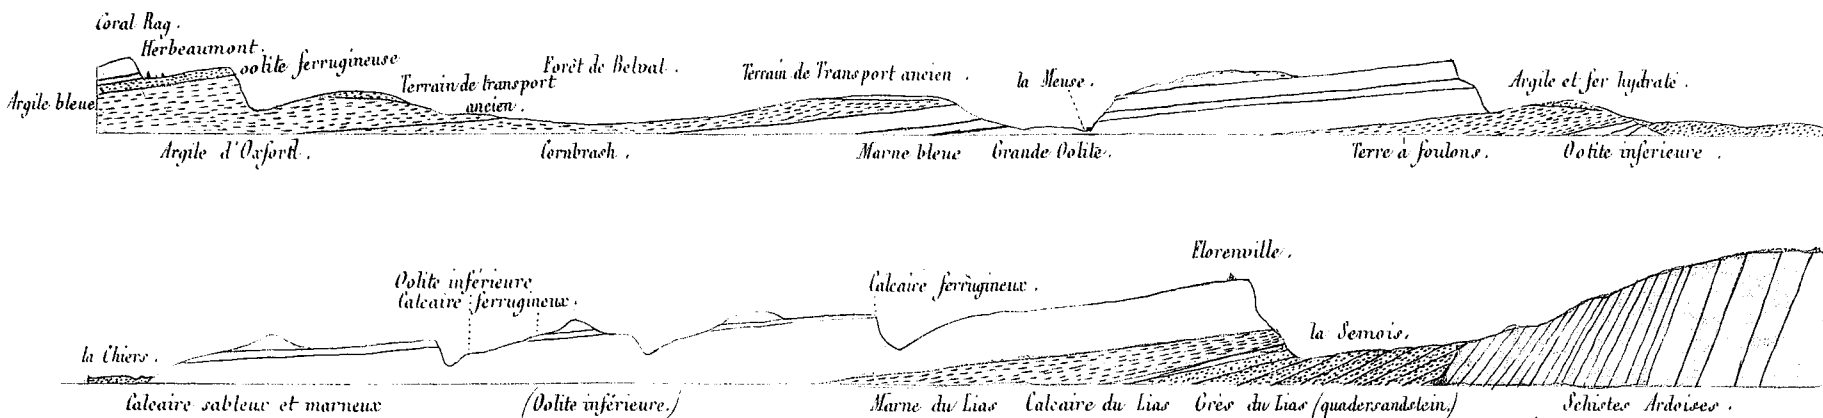 Coral Rag.
Herbeaumont.
oolite ferrugineuse
Argile bleue
Terrain de transport
ancien.
Forêt de Belval.
Terrain de Transport ancien.
la Meuse.
Argile et fer hydraté.
Argile d'Oxford.
Cornbrash.
Marne bleue
Grande Oolite.
Terre à foulons.
Oolite inférieure.
Oolite inférieure
Calcaire ferrugineux.
Calcaire ferrugineux.
Florenville.
la Chiers.
la Semois.
Calcaire sableux et marneux
(Oolite inférieure.)
Marne du Lias
Calcaire du Lias
Grès du Lias (quadersandstein.)
Schistes Ardoises.